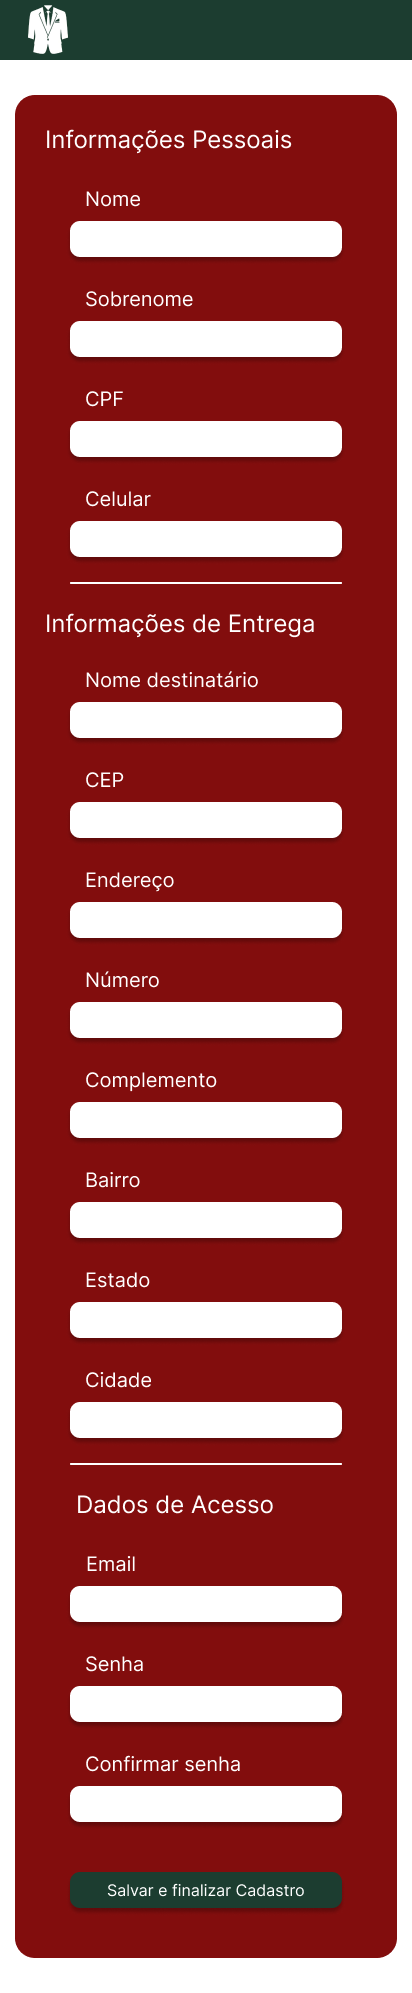 Informações Pessoais
Nome
Sobrenome
CPF
Celular
Informações de Entrega
Nome destinatário
CEP
Endereço
Número
Complemento
Bairro
Estado
Cidade
Dados de Acesso
Email
Senha
Confirmar senha
Salvar e finalizar Cadastro